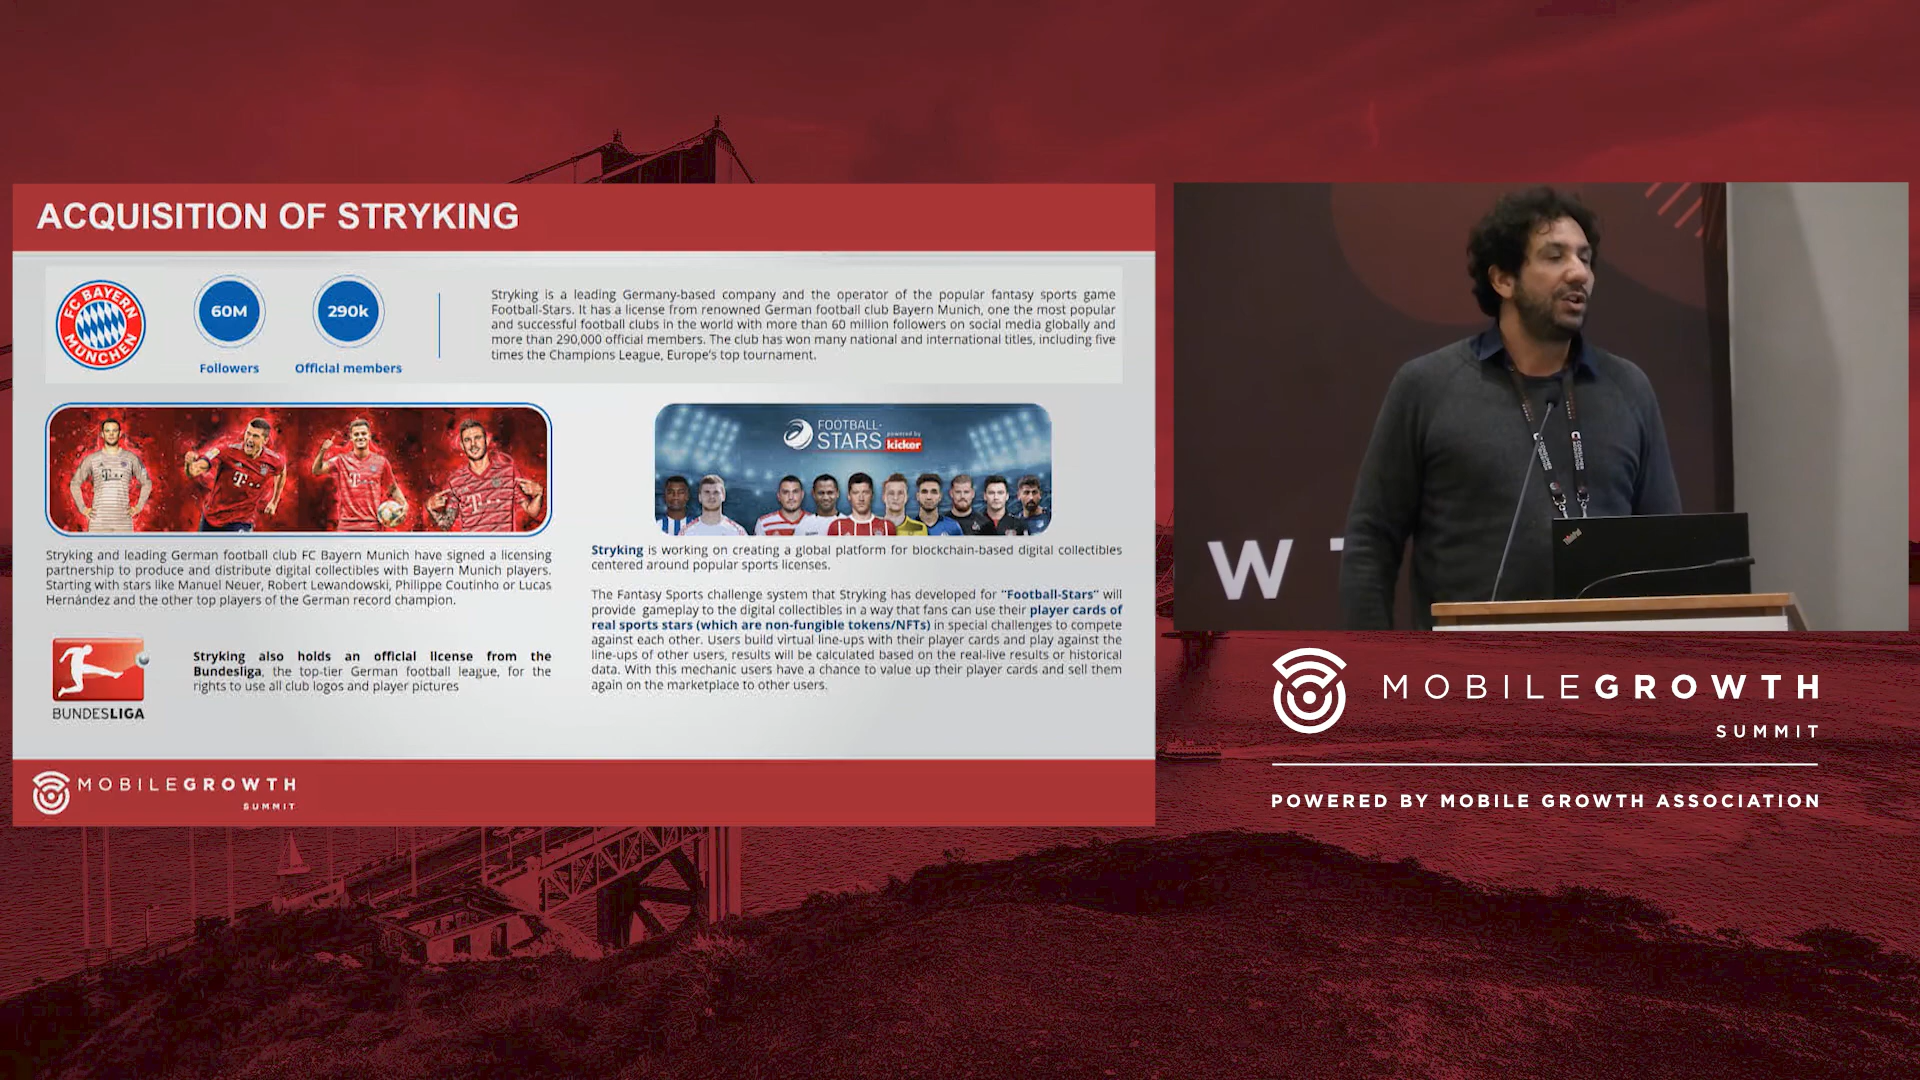 ACQUISITION OF STRYKING
FC BAYERN
MÜNCHEN
60M
Followers
290k
Official members
Stryking is a leading Germany-based company and the operator of the popular fantasy sports game
Football-Stars. It has a license from renowned German football club Bayern Munich, one the most popular
and successful football clubs in the world with more than 60 million followers on social media globally and
more than 290,000 official members. The club has won many national and international titles, including five
times the Champions League, Europe's top tournament.
Stryking and leading German football club FC Bayern Munich have signed a licensing
partnership to produce and distribute digital collectibles with Bayern Munich players.
Starting with stars like Manuel Neuer, Robert Lewandowski, Philippe Coutinho or Lucas
Hernández and the other top players of the German record champion.
BUNDESLIGA
Stryking also holds an official license from the
Bundesliga, the top-tier German football league, for the
rights to use all club logos and player pictures
FOOTBALL-
STARS powered by
kicker
Stryking is working on creating a global platform for blockchain-based digital collectibles
centered around popular sports licenses.
The Fantasy Sports challenge system that Stryking has developed for "Football-Stars" will
provide gameplay to the digital collectibles in a way that fans can use their player cards of
real sports stars (which are non-fungible tokens/NFTs) in special challenges to compete
against each other. Users build virtual line-ups with their player cards and play against the
line-ups of other users, results will be calculated based on the real-live results or historical
data. With this mechanic users have a chance to value up their player cards and sell them
again on the marketplace to other users.
MOBILEGROWTH
SUMMIT
W
ThinkPad
MOBILEGROWTH
SUMMIT
POWERED BY MOBILE GROWTH ASSOCIATION